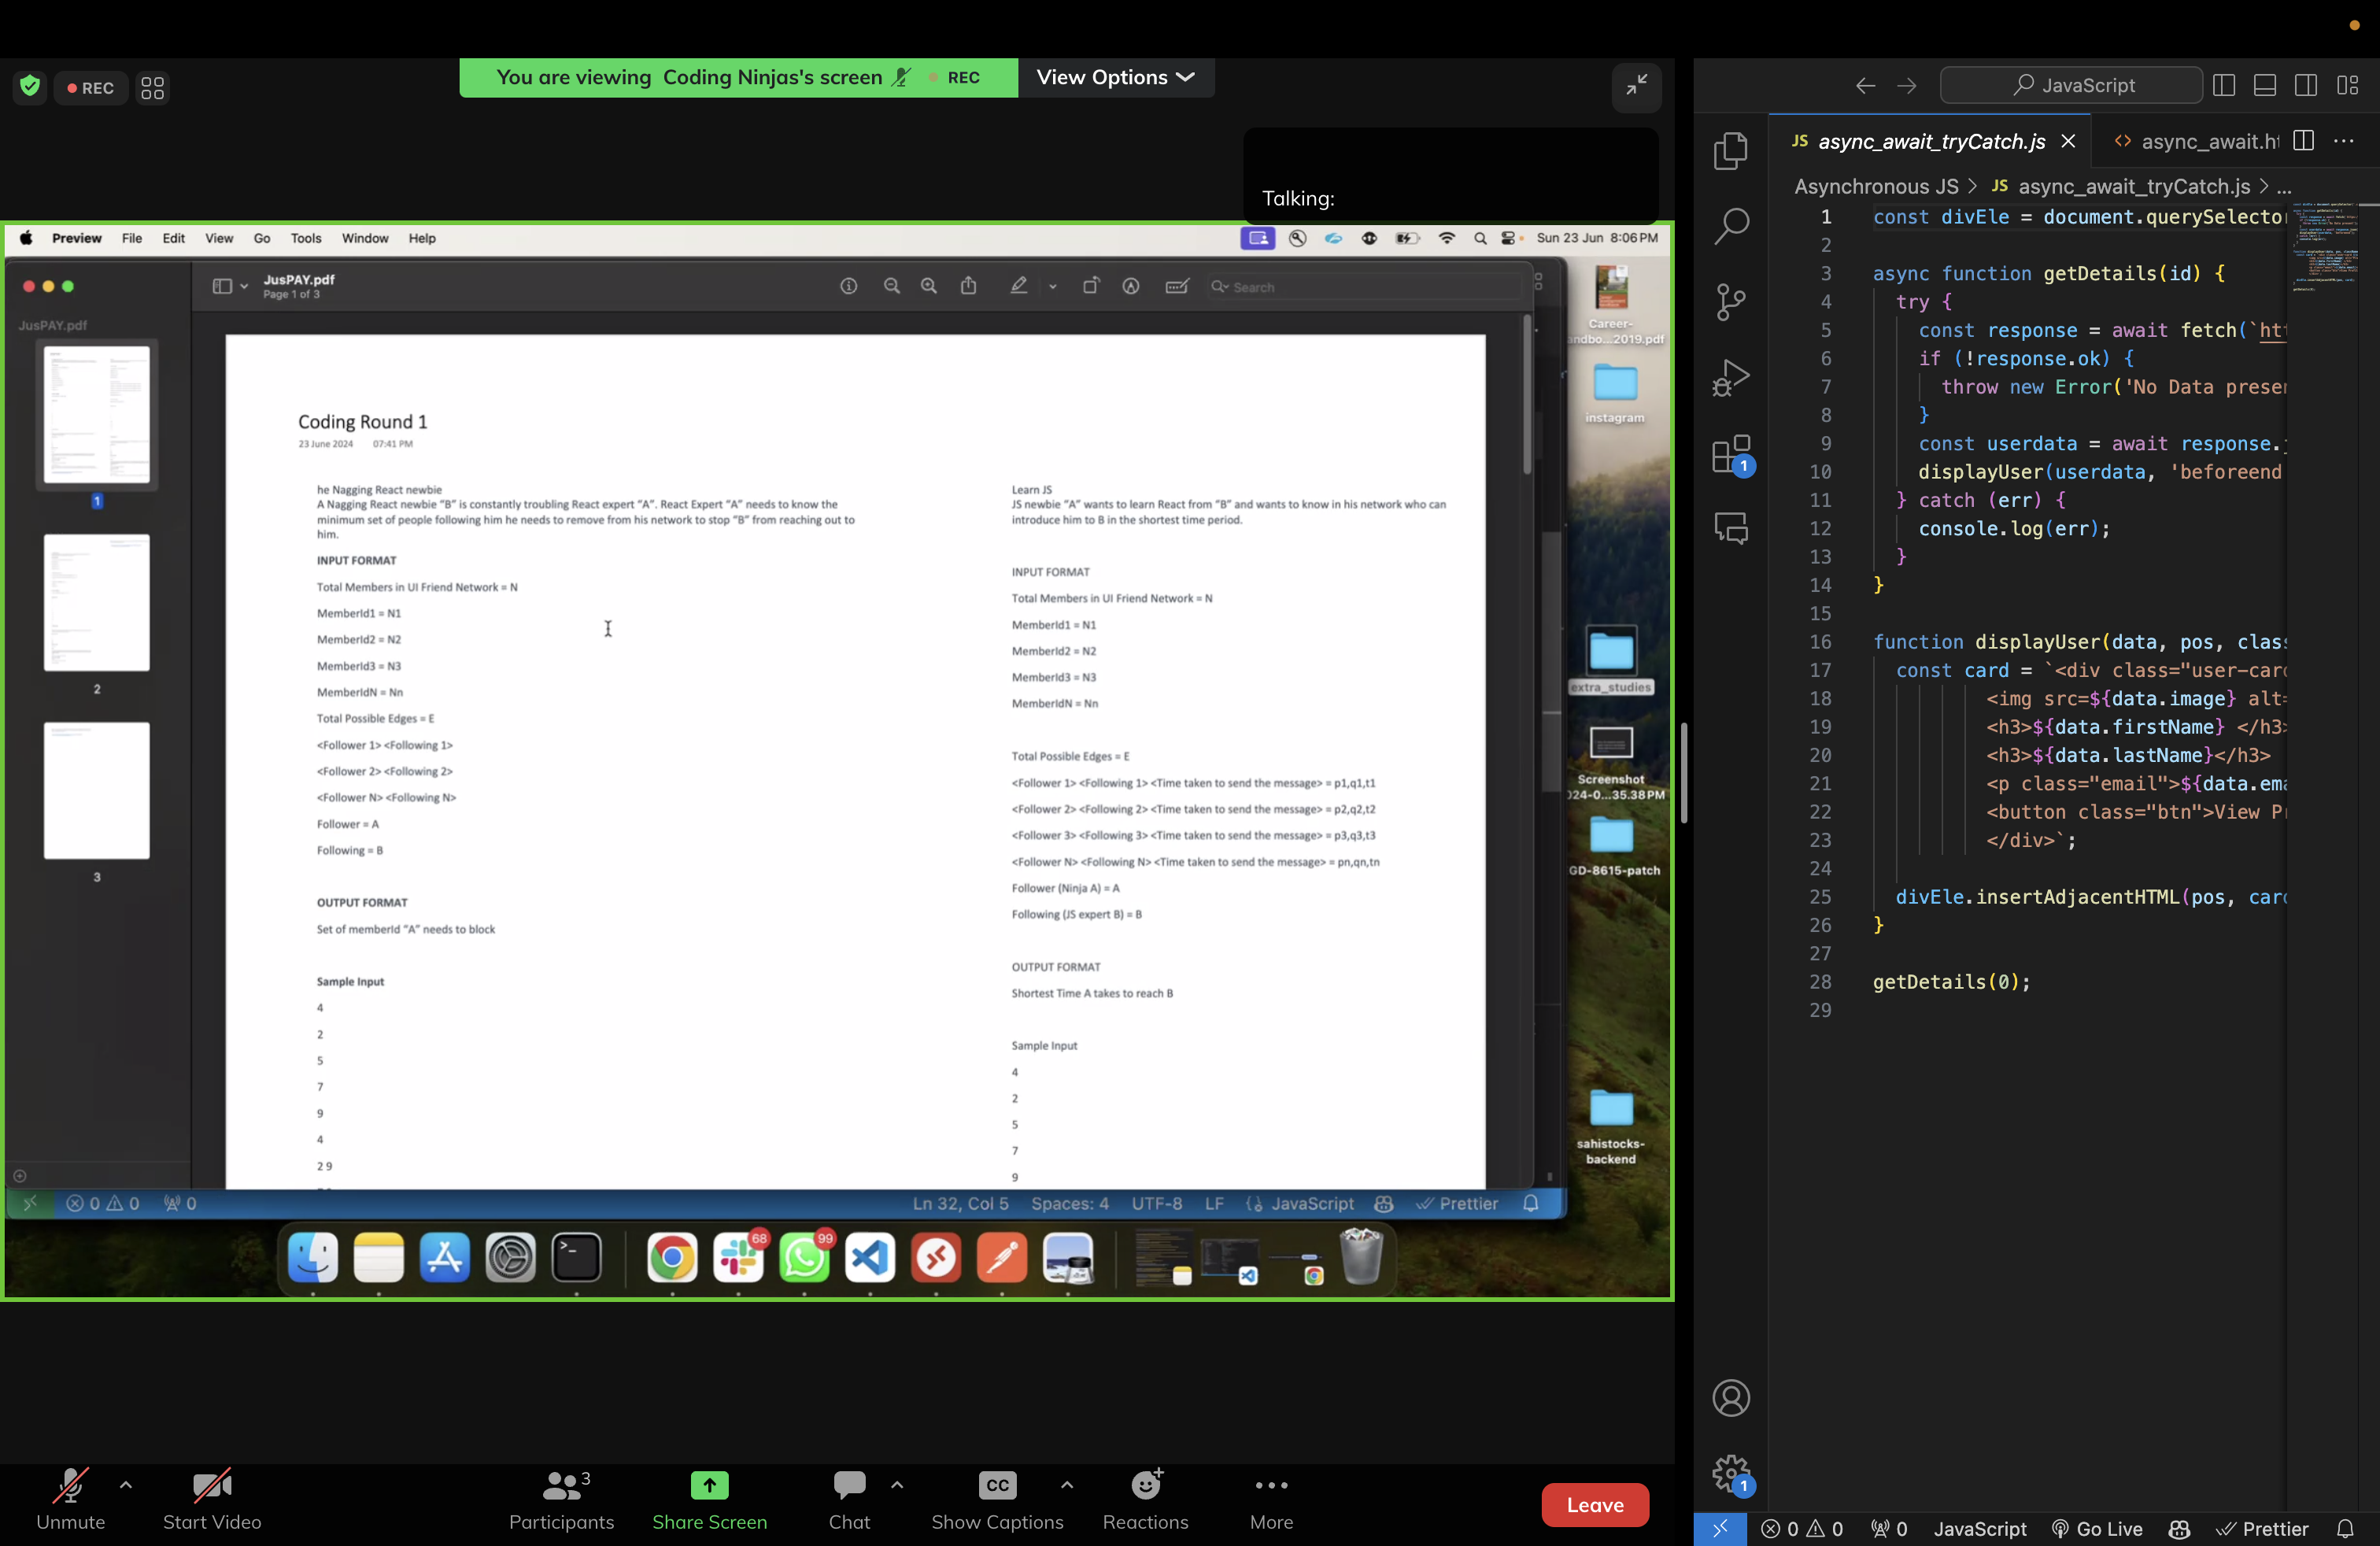 REC
You are viewing Coding Ninjas's screen
REC
View Options
Talking:
Preview File Edit View Go Tools Window Help
Sun 23 Jun 8:06 PM
JusPAY.pdf
Page 1 of 3
Search
JusPAY.pdf
1
2
3
Coding Round 1
23 June 2024 07:41 PM
he Nagging React newbie
A Nagging React newbie "B" is constantly troubling React expert "A". React Expert "A" needs to know the
minimum set of people following him he needs to remove from his network to stop "B" from reaching out to
him.
INPUT FORMAT
Total Members in UI Friend Network = N
MemberId1 = N1
MemberId2 = N2
MemberId3 = N3
MemberIdN = Nn
Total Possible Edges = E
<Follower 1> <Following 1>
<Follower 2> <Following 2>
<Follower N> <Following N>
Follower = A
Following = B
OUTPUT FORMAT
Set of memberId "A" needs to block
Sample Input
4
2
5
7
9
4
2 9
Learn JS
JS newbie "A" wants to learn React from "B" and wants to know in his network who can
introduce him to B in the shortest time period.
INPUT FORMAT
Total Members in UI Friend Network = N
MemberId1 = N1
MemberId2 = N2
MemberId3 = N3
MemberIdN = Nn
Total Possible Edges = E
<Follower 1> <Following 1> <Time taken to send the message> = p1,q1,t1
<Follower 2> <Following 2> <Time taken to send the message> = p2,q2,t2
<Follower 3> <Following 3> <Time taken to send the message> = p3,q3,t3
<Follower N> <Following N> <Time taken to send the message> = pn,qn,tn
Follower (Ninja A) = A
Following (JS expert B) = B
OUTPUT FORMAT
Shortest Time A takes to reach B
Sample Input
4
2
5
7
9
Career-
andbo...2019.pdf
instagram
extra_studies
Screenshot
024-0...35.38 PM
GD-8615-patch
sahistocks-
backend
0 0 0
Ln 32, Col 5 Spaces: 4 UTF-8 LF JavaScript Prettier
68
99
Unmute
Start Video
Participants 3
Share Screen
Chat
CC
Show Captions
Reactions
More
Leave
JavaScript
JS async_await_tryCatch.js
async_await.ht
Asynchronous JS > JS async_await_tryCatch.js > ...
1 const divEle = document.querySelector
2
3 async function getDetails(id) {
4 try {
5 const response = await fetch(`htt
6 if (!response.ok) {
7 throw new Error('No Data presen
8 }
9 const userdata = await response.j
10 displayUser(userdata, 'beforeend
11 } catch (err) {
12 console.log(err);
13 }
14 }
15
16 function displayUser(data, pos, class
17 const card = `<div class="user-card
18 <img src=${data.image} alt=
19 <h3>${data.firstName} </h3>
20 <h3>${data.lastName}</h3>
21 <p class="email">${data.ema
22 <button class="btn">View Pr
23 </div>`;
24
25 divEle.insertAdjacentHTML(pos, card
26 }
27
28 getDetails(0);
29
1
1
0 0 0 JavaScript Go Live Prettier